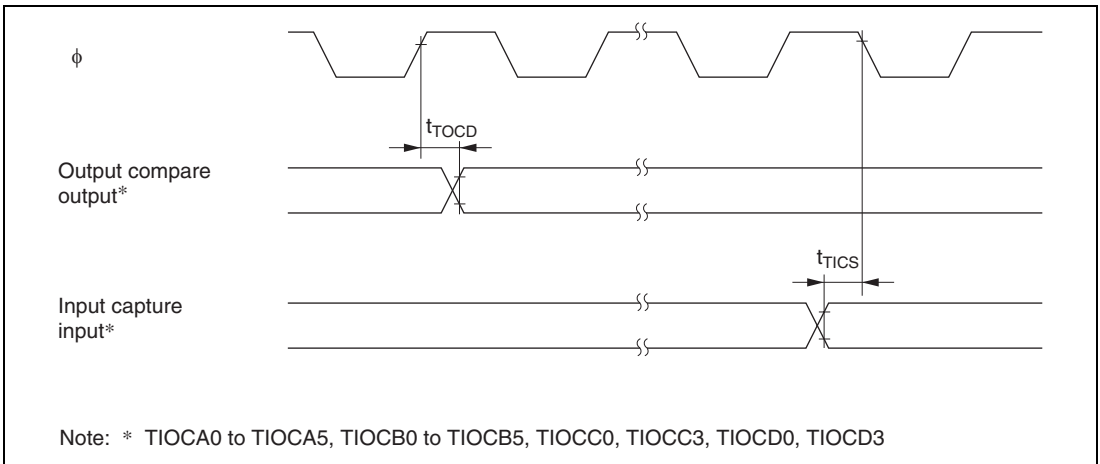 ϕ
tTOCD
Output compare
output*
tTICS
Input capture
input*
Note: * TIOCA0 to TIOCA5, TIOCB0 to TIOCB5, TIOCC0, TIOCC3, TIOCD0, TIOCD3